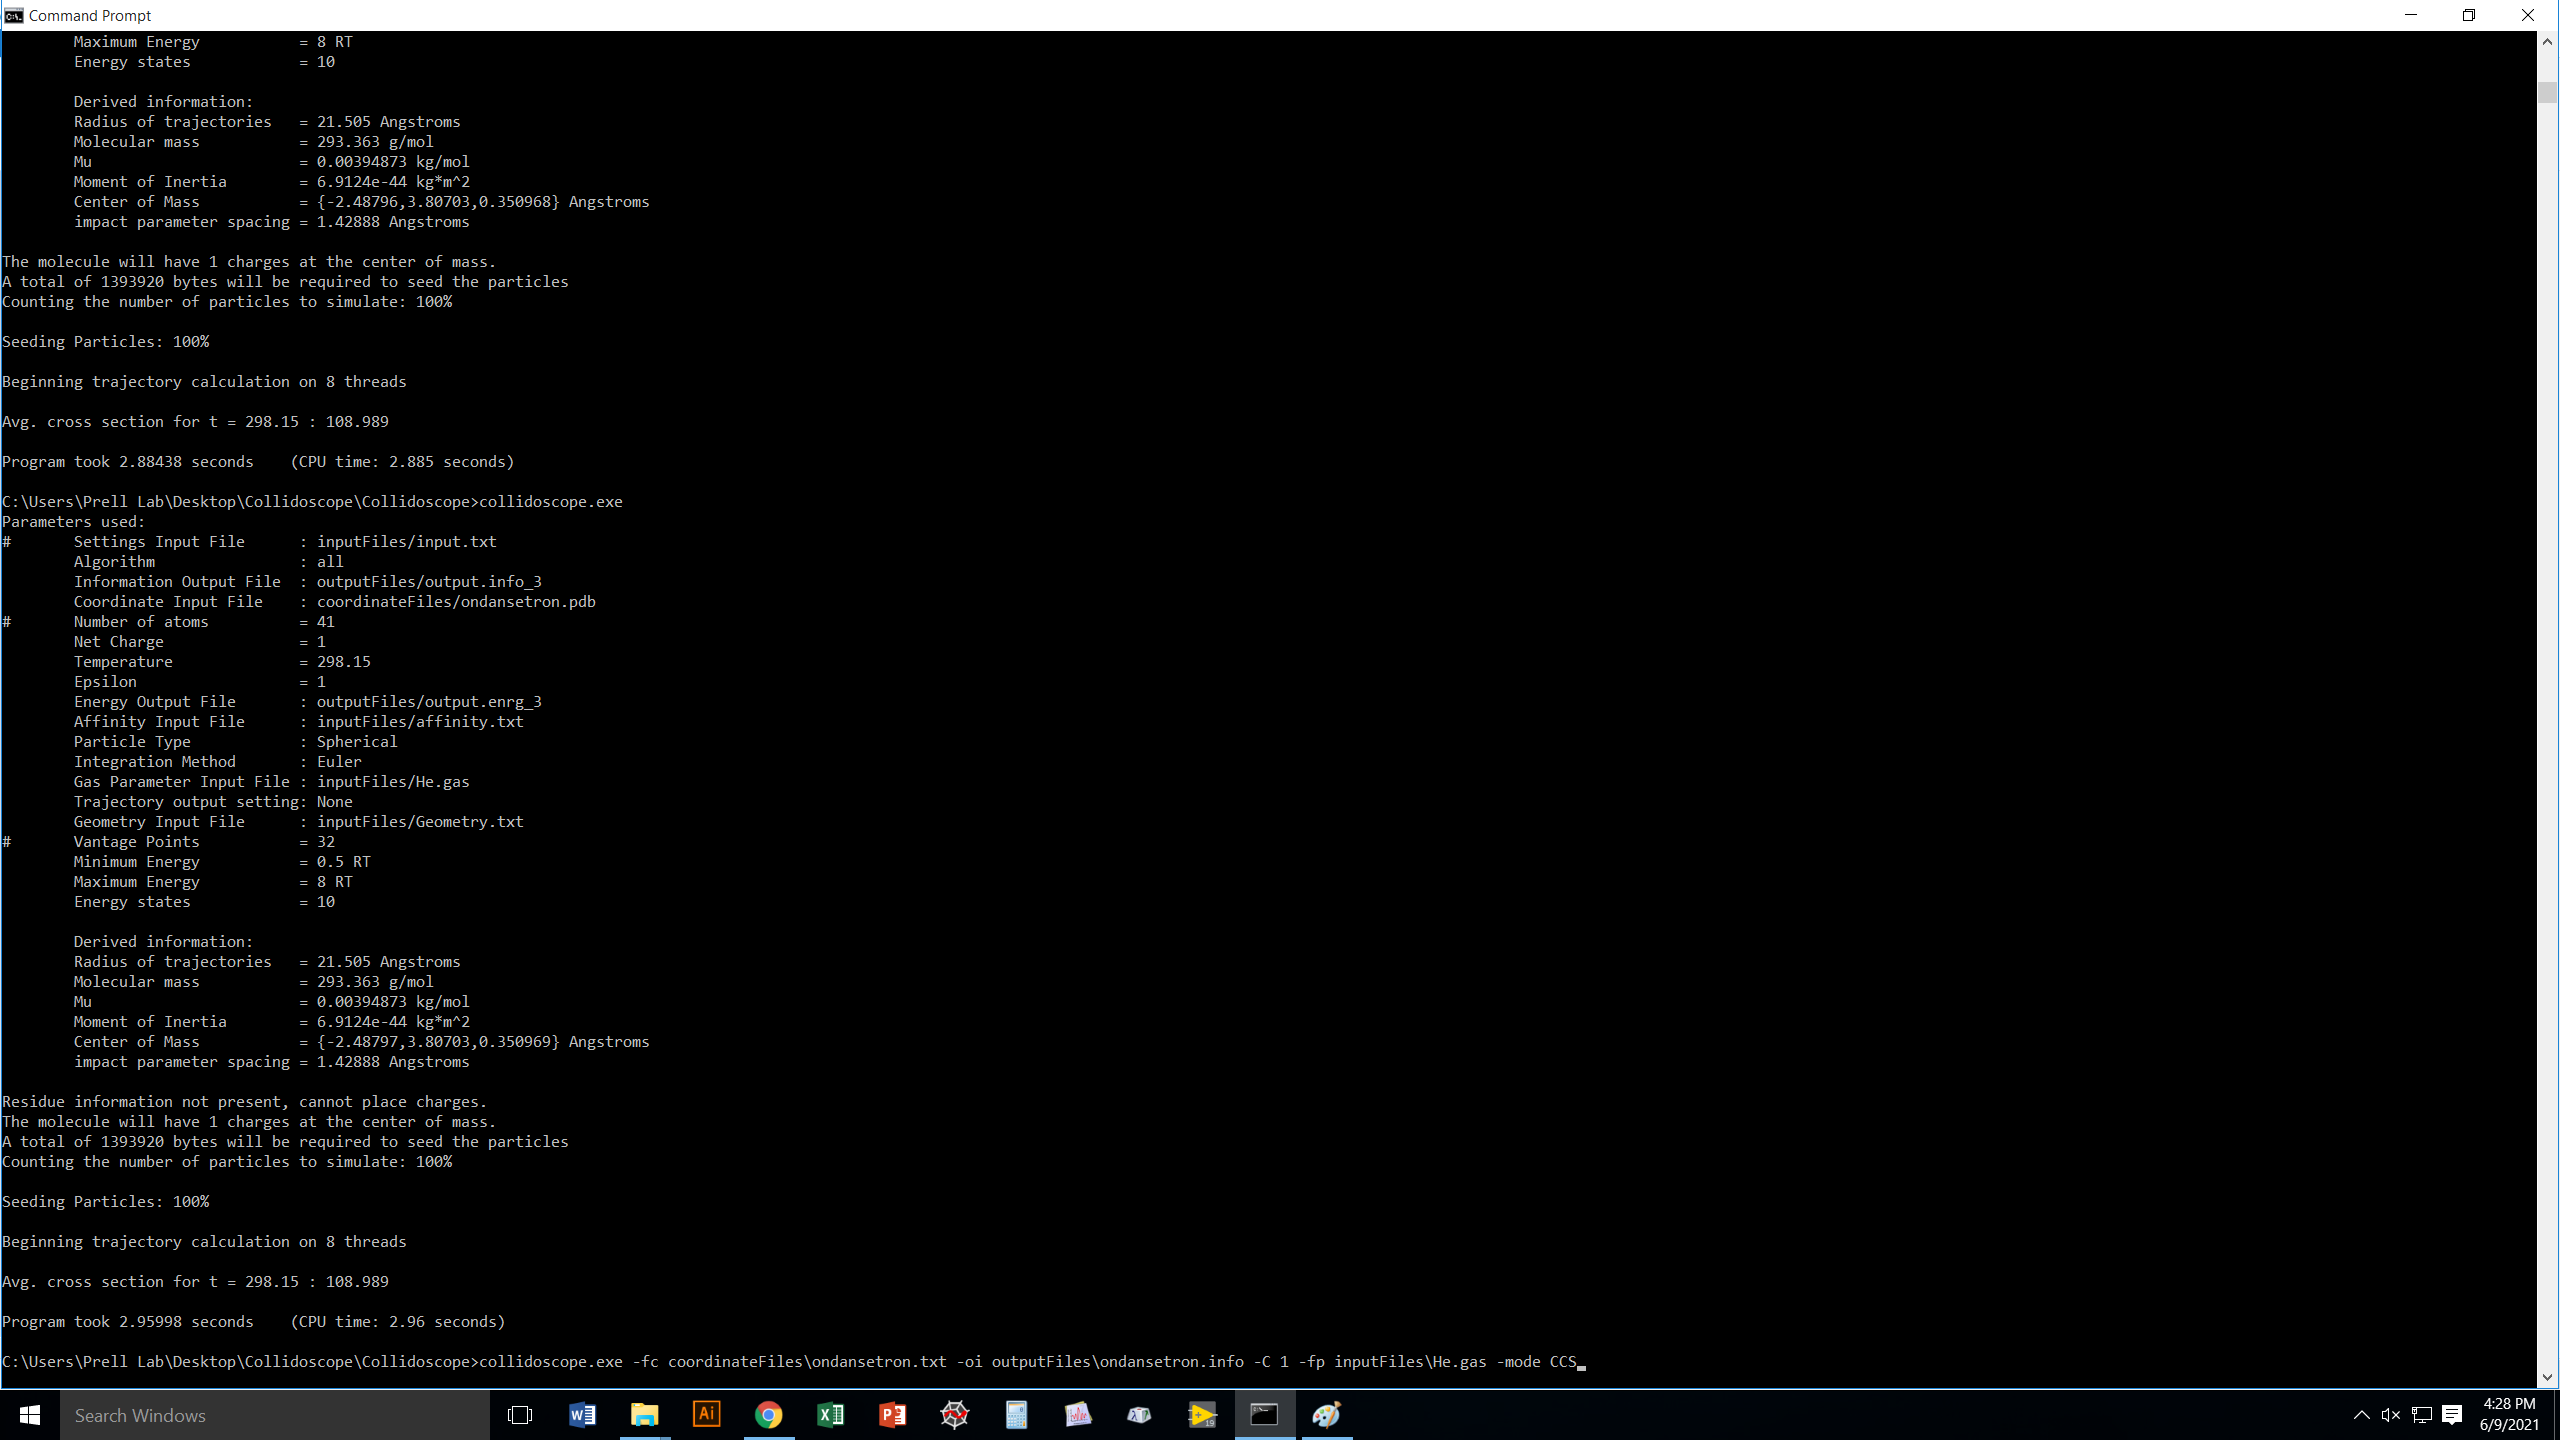 Command Prompt
Maximum Energy           = 8 RT
Energy states            = 10
Derived information:
Radius of trajectories   = 21.505 Angstroms
Molecular mass           = 293.363 g/mol
Mu                       = 0.00394873 kg/mol
Moment of Inertia        = 6.9124e-44 kg*m^2
Center of Mass           = {-2.48796,3.80703,0.350968} Angstroms
impact parameter spacing = 1.42888 Angstroms
The molecule will have 1 charges at the center of mass.
A total of 1393920 bytes will be required to seed the particles
Counting the number of particles to simulate: 100%
Seeding Particles: 100%
Beginning trajectory calculation on 8 threads
Avg. cross section for t = 298.15 : 108.989
Program took 2.88438 seconds    (CPU time: 2.885 seconds)
C:\Users\Prell Lab\Desktop\Collidoscope\Collidoscope>collidoscope.exe
Parameters used:
#       Settings Input File      : inputFiles/input.txt
Algorithm                : all
Information Output File  : outputFiles/output.info_3
Coordinate Input File    : coordinateFiles/ondansetron.pdb
#       Number of atoms          = 41
Net Charge               = 1
Temperature              = 298.15
Epsilon                  = 1
Energy Output File       : outputFiles/output.enrg_3
Affinity Input File      : inputFiles/affinity.txt
Particle Type            : Spherical
Integration Method       : Euler
Gas Parameter Input File : inputFiles/He.gas
Trajectory output setting: None
Geometry Input File      : inputFiles/Geometry.txt
#       Vantage Points           = 32
Minimum Energy           = 0.5 RT
Maximum Energy           = 8 RT
Energy states            = 10
Derived information:
Radius of trajectories   = 21.505 Angstroms
Molecular mass           = 293.363 g/mol
Mu                       = 0.00394873 kg/mol
Moment of Inertia        = 6.9124e-44 kg*m^2
Center of Mass           = {-2.48797,3.80703,0.350969} Angstroms
impact parameter spacing = 1.42888 Angstroms
Residue information not present, cannot place charges.
The molecule will have 1 charges at the center of mass.
A total of 1393920 bytes will be required to seed the particles
Counting the number of particles to simulate: 100%
Seeding Particles: 100%
Beginning trajectory calculation on 8 threads
Avg. cross section for t = 298.15 : 108.989
Program took 2.95998 seconds    (CPU time: 2.96 seconds)
C:\Users\Prell Lab\Desktop\Collidoscope\Collidoscope>collidoscope.exe -fc coordinateFiles\ondansetron.txt -oi outputFiles\ondansetron.info -C 1 -fp inputFiles\He.gas -mode CCS_
Search Windows
Ai
4:28 PM
6/9/2021